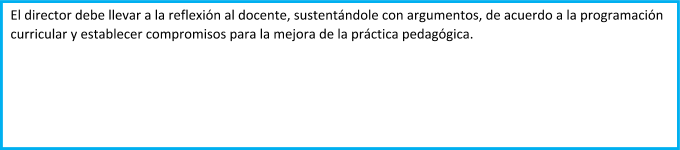 El director debe llevar a la reflexión al docente, sustentándole con argumentos, de acuerdo a la programación
curricular y establecer compromisos para la mejora de la práctica pedagógica.